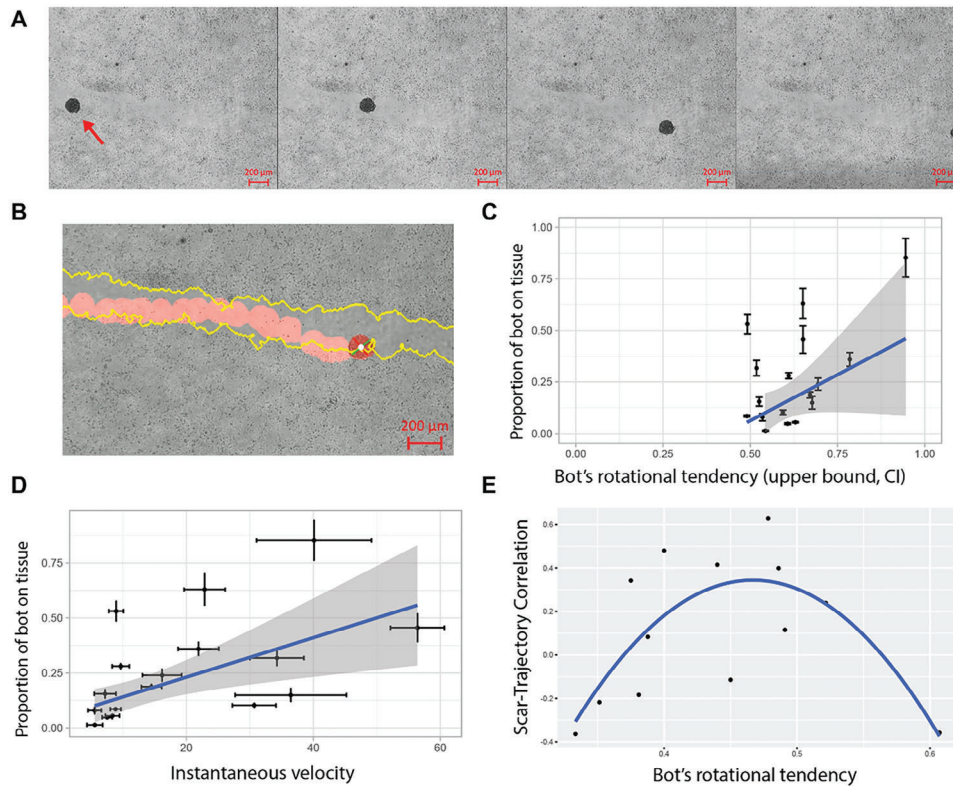 A
200 µm
200 µm
200 µm
200 µm
B
200 µm
C
Proportion of bot on tissue
1.00
0.75
0.50
0.25
0.00
0.00
0.25
0.50
0.75
1.00
Bot's rotational tendency (upper bound, CI)
D
Proportion of bot on tissue
0.75
0.50
0.25
0.00
20
40
60
Instantaneous velocity
E
Scar-Trajectory Correlation
0.6
0.4
0.2
0.0
-0.2
-0.4
0.4
0.5
0.6
Bot's rotational tendency